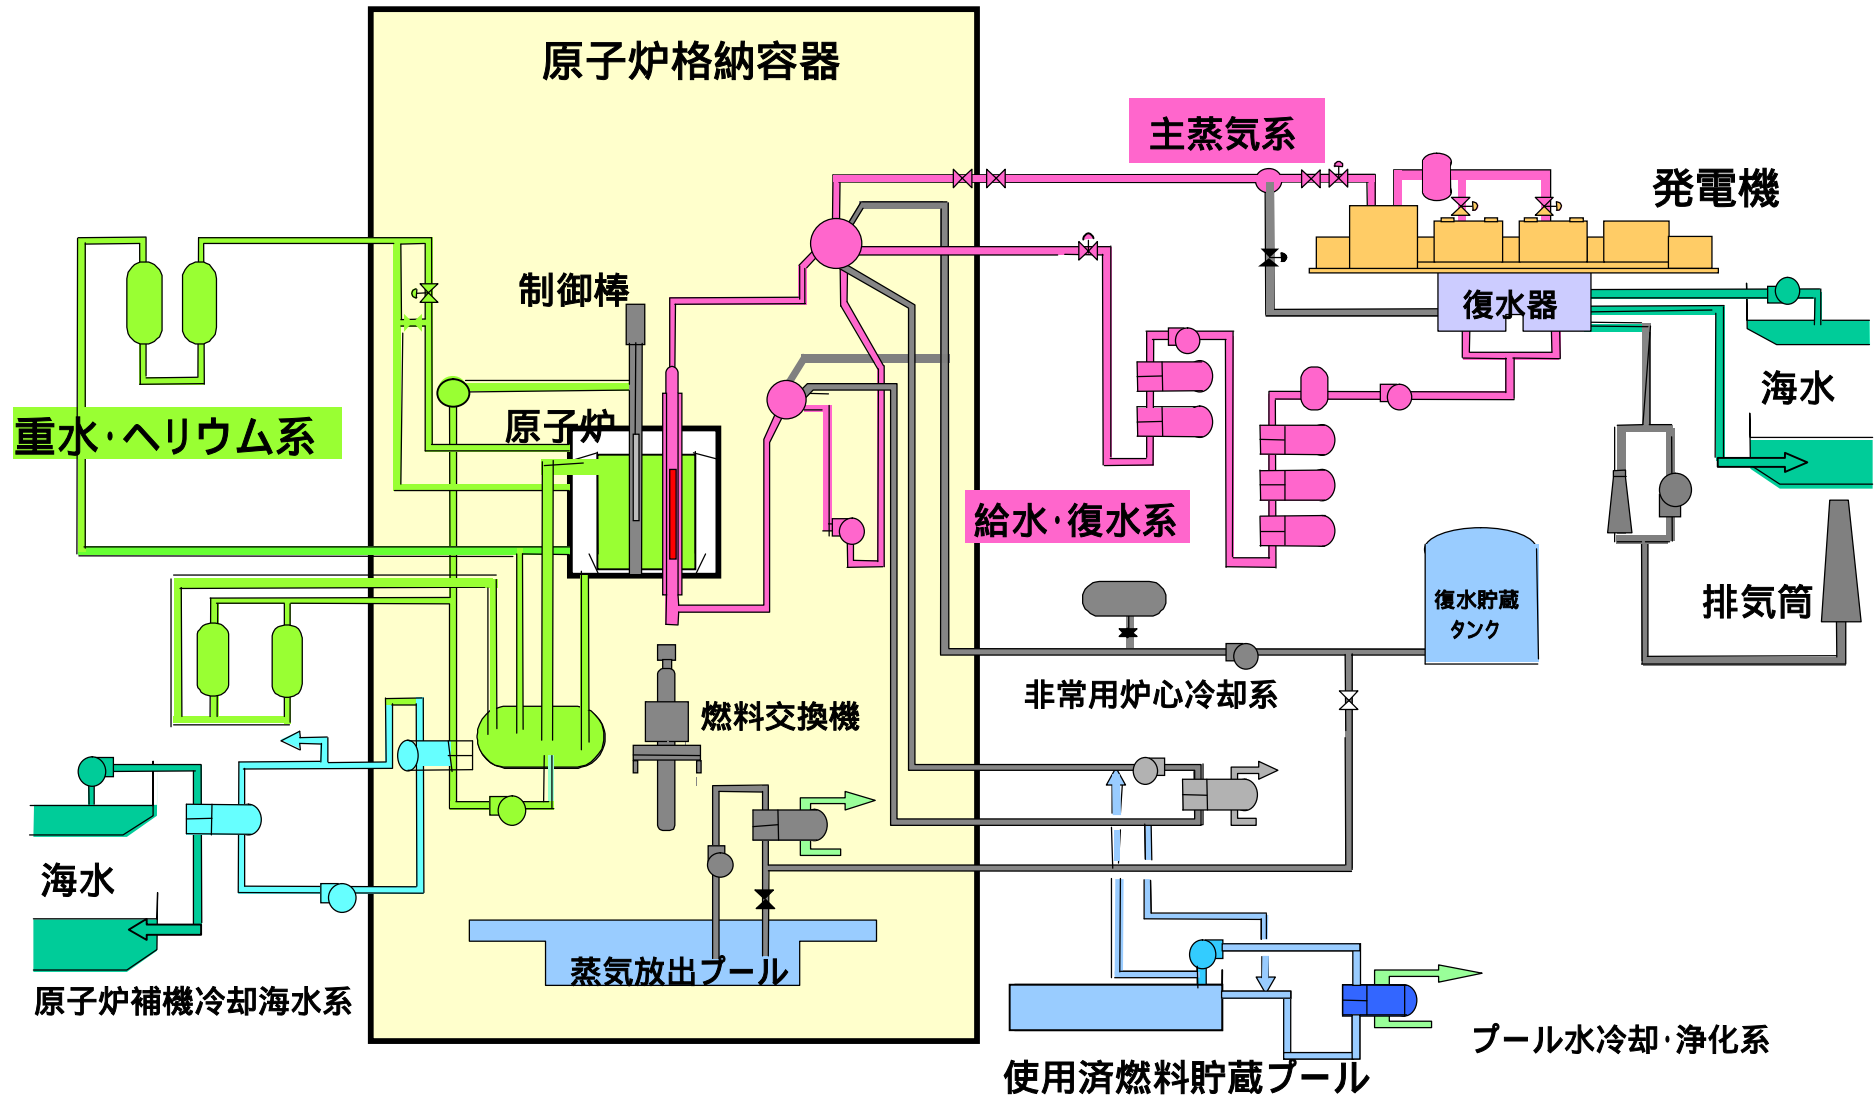 原子炉格納容器
主蒸気系
発電機
制御棒
復水器
海水
原子炉
重水・ヘリウム系
給水・復水系
復水貯蔵
タンク
排気筒
非常用炉心冷却系
燃料交換機
海水
蒸気放出プール
原子炉補機冷却海水系
プール水冷却・浄化系
使用済燃料貯蔵プール